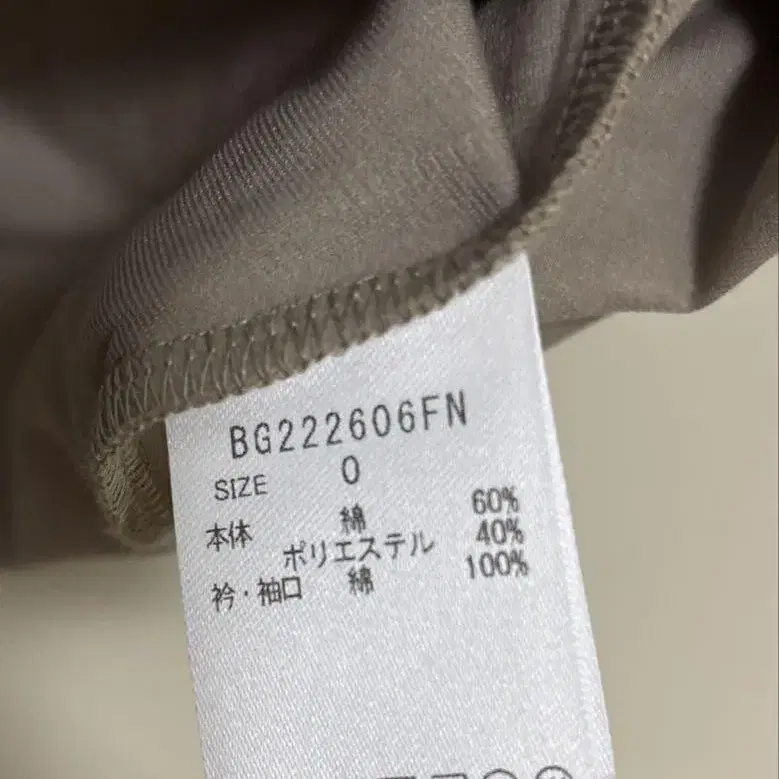 BG222606FN
SIZE 0
本体 綿 60%
ポリエステル 40%
衿・袖口 綿 100%